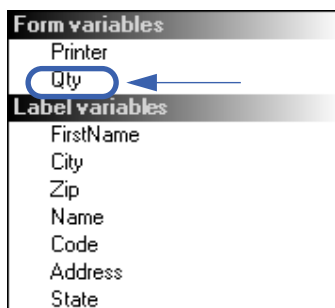 Form variables
Printer
Qty
Label variables
FirstName
City
Zip
Name
Code
Address
State